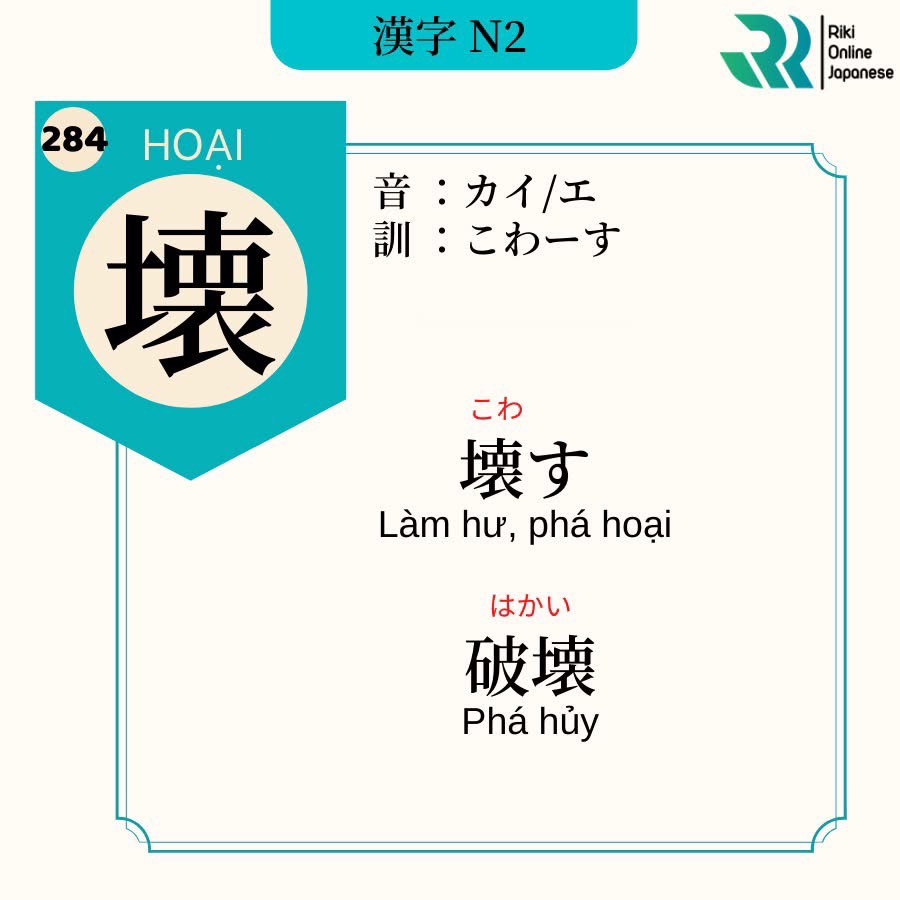 漢字 N2
Riki
Online
Japanese
284
HOẠI
壊
音 ：カイ/エ
訓 ：こわーす
こわ
壊す
Làm hư, phá hoại
はかい
破壊
Phá hủy